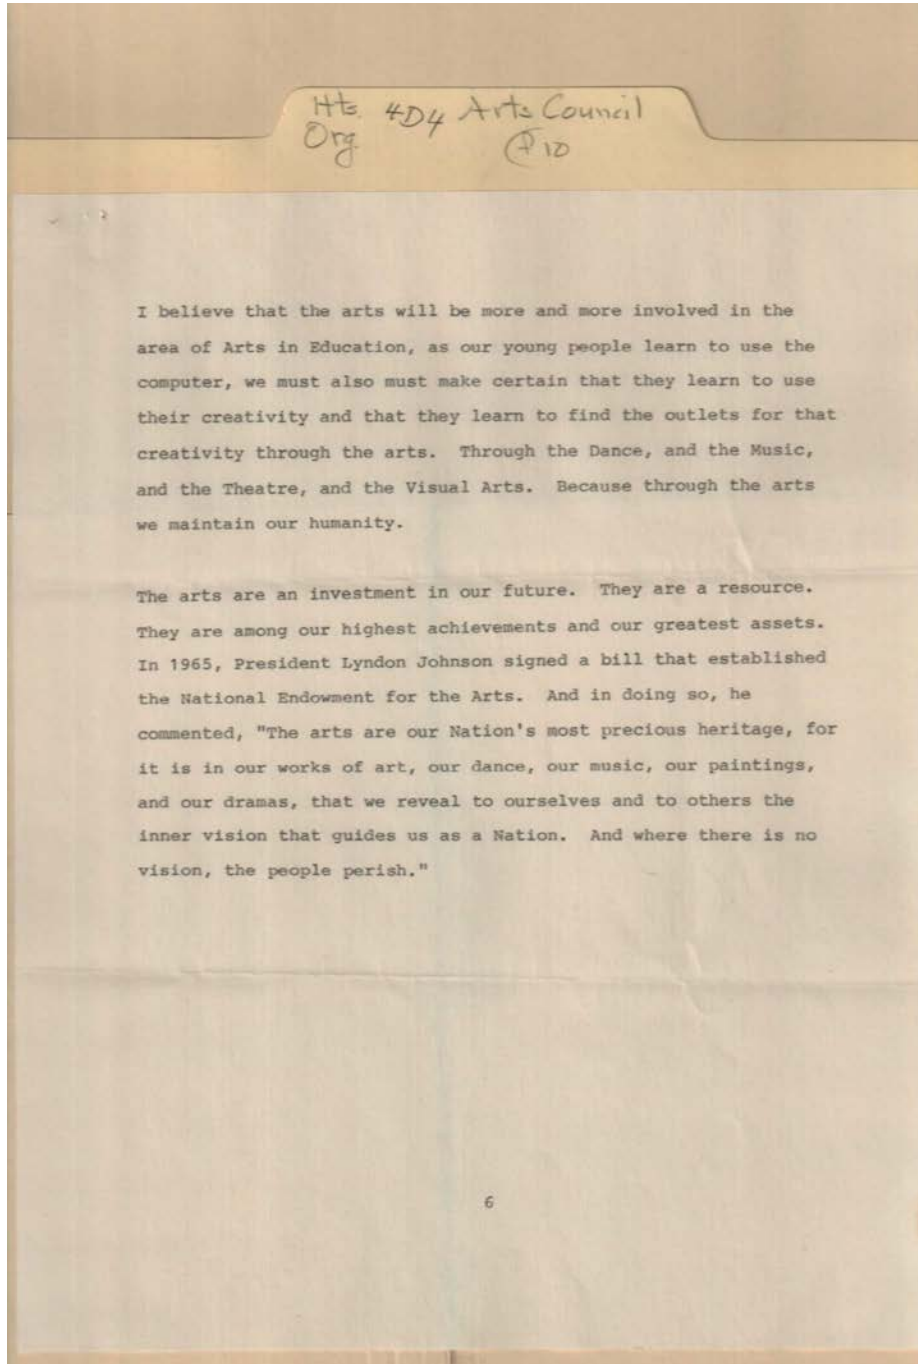 Hts. 4D4 Arts Council
Org. P10
I believe that the arts will be more and more involved in the
area of Arts in Education, as our young people learn to use the
computer, we must also must make certain that they learn to use
their creativity and that they learn to find the outlets for that
creativity through the arts.  Through the Dance, and the Music,
and the Theatre, and the Visual Arts.  Because through the arts
we maintain our humanity.
The arts are an investment in our future.  They are a resource.
They are among our highest achievements and our greatest assets.
In 1965, President Lyndon Johnson signed a bill that established
the National Endowment for the Arts.  And in doing so, he
commented, "The arts are our Nation's most precious heritage, for
it is in our works of art, our dance, our music, our paintings,
and our dramas, that we reveal to ourselves and to others the
inner vision that guides us as a Nation.  And where there is no
vision, the people perish."
6